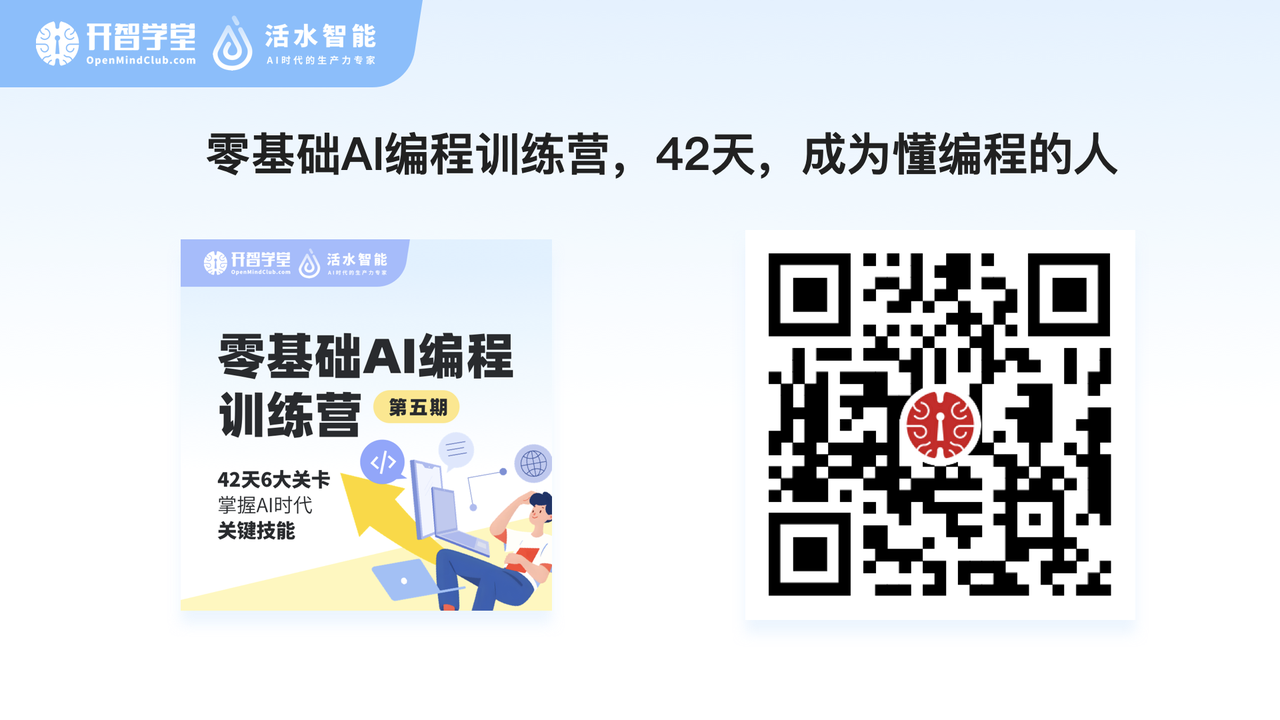 开智学堂
OpenMindClub.com
活水智能
AI时代的生产力专家
零基础AI编程训练营，42天，成为懂编程的人
开智学堂
OpenMindClub.com
活水智能
AI时代的生产力专家
零基础AI编程
训练营
第五期
</>
42天6大关卡
掌握AI时代
关键技能